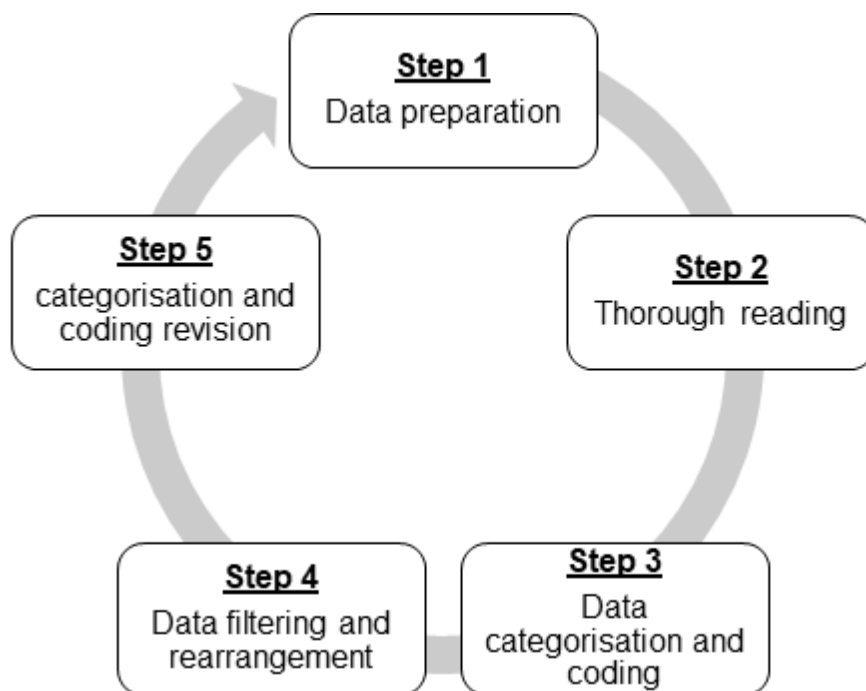 Step 1
Data preparation
Step 2
Thorough reading
Step 3
Data
categorisation and
coding
Step 4
Data filtering and
rearrangement
Step 5
categorisation and
coding revision